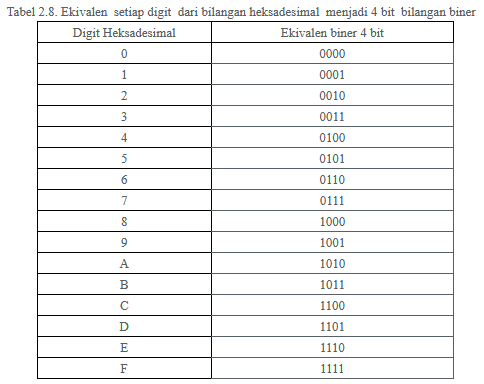 Tabel 2.8. Ekivalen setiap digit dari bilangan heksadesimal menjadi 4 bit bilangan biner
Digit Heksadesimal Ekivalen biner 4 bit
0 0000
1 0001
2 0010
3 0011
4 0100
5 0101
6 0110
7 0111
8 1000
9 1001
A 1010
B 1011
C 1100
D 1101
E 1110
F 1111